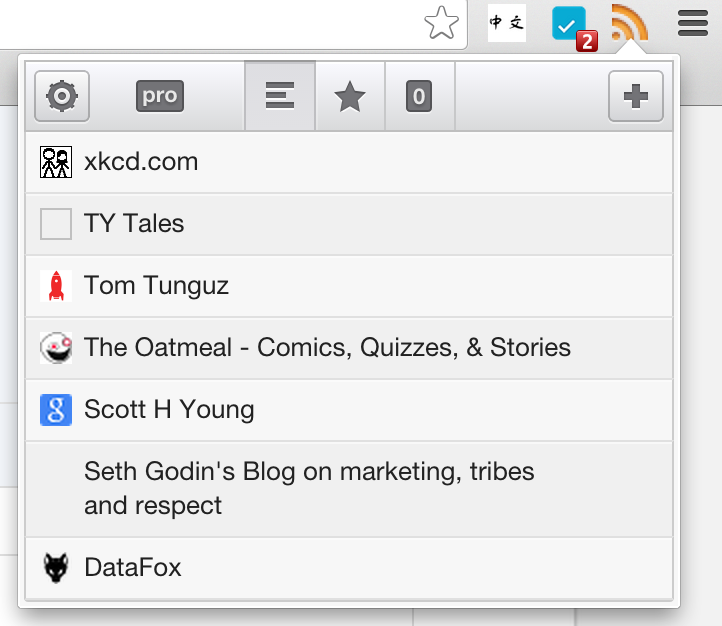 中文
2
pro
0
xkcd.com
TY Tales
Tom Tunguz
The Oatmeal - Comics, Quizzes, & Stories
g
Scott H Young
Seth Godin's Blog on marketing, tribes
and respect
DataFox